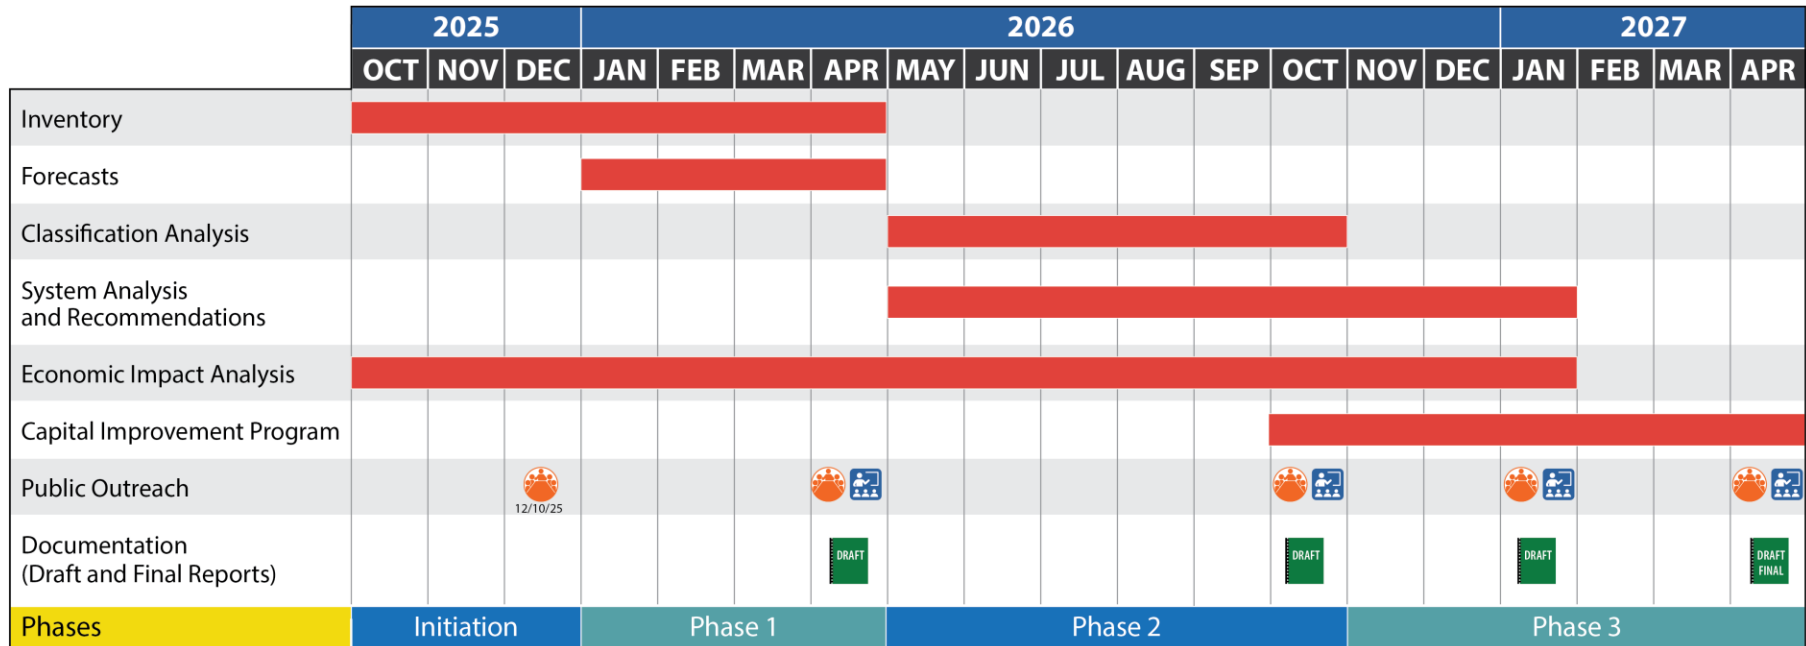 2025 2026 2027
OCT NOV DEC JAN FEB MAR APR MAY JUN JUL AUG SEP OCT NOV DEC JAN FEB MAR APR
Inventory
Forecasts
Classification Analysis
System Analysis
and Recommendations
Economic Impact Analysis
Capital Improvement Program
Public Outreach
12/10/25
Documentation
(Draft and Final Reports)
DRAFT DRAFT DRAFT DRAFT
FINAL
Phases Initiation Phase 1 Phase 2 Phase 3